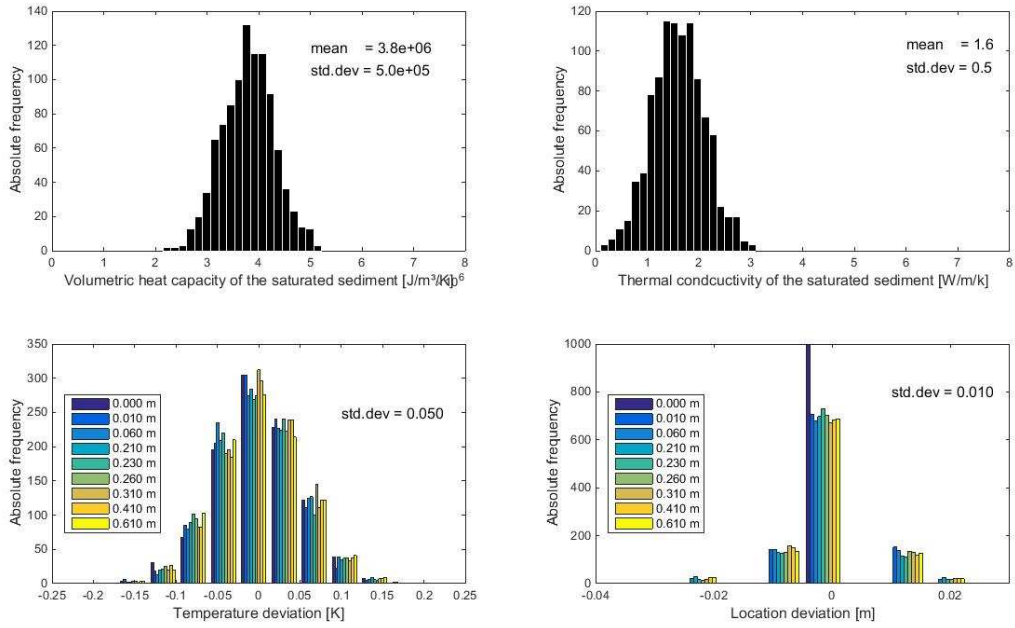 140
120
100
80
60
40
20
0
Absolute frequency
mean = 3.8e+06
std.dev = 5.0e+05
0 1 2 3 4 5 6 7 8
Volumetric heat capacity of the saturated sediment [J/m³/K]
120
100
80
60
40
20
0
Absolute frequency
mean = 1.6
std.dev = 0.5
0 1 2 3 4 5 6 7 8
Thermal condcuctivity of the saturated sediment [W/m/k]
350
300
250
200
150
100
50
0
Absolute frequency
0.000 m
0.010 m
0.060 m
0.210 m
0.230 m
0.260 m
0.310 m
0.410 m
0.610 m
std.dev = 0.050
-0.25 -0.2 -0.15 -0.1 -0.05 0 0.05 0.1 0.15 0.2 0.25
Temperature deviation [K]
1000
800
600
400
200
0
Absolute frequency
0.000 m
0.010 m
0.060 m
0.210 m
0.230 m
0.260 m
0.310 m
0.410 m
0.610 m
std.dev = 0.010
-0.04 -0.02 0 0.02
Location deviation [m]